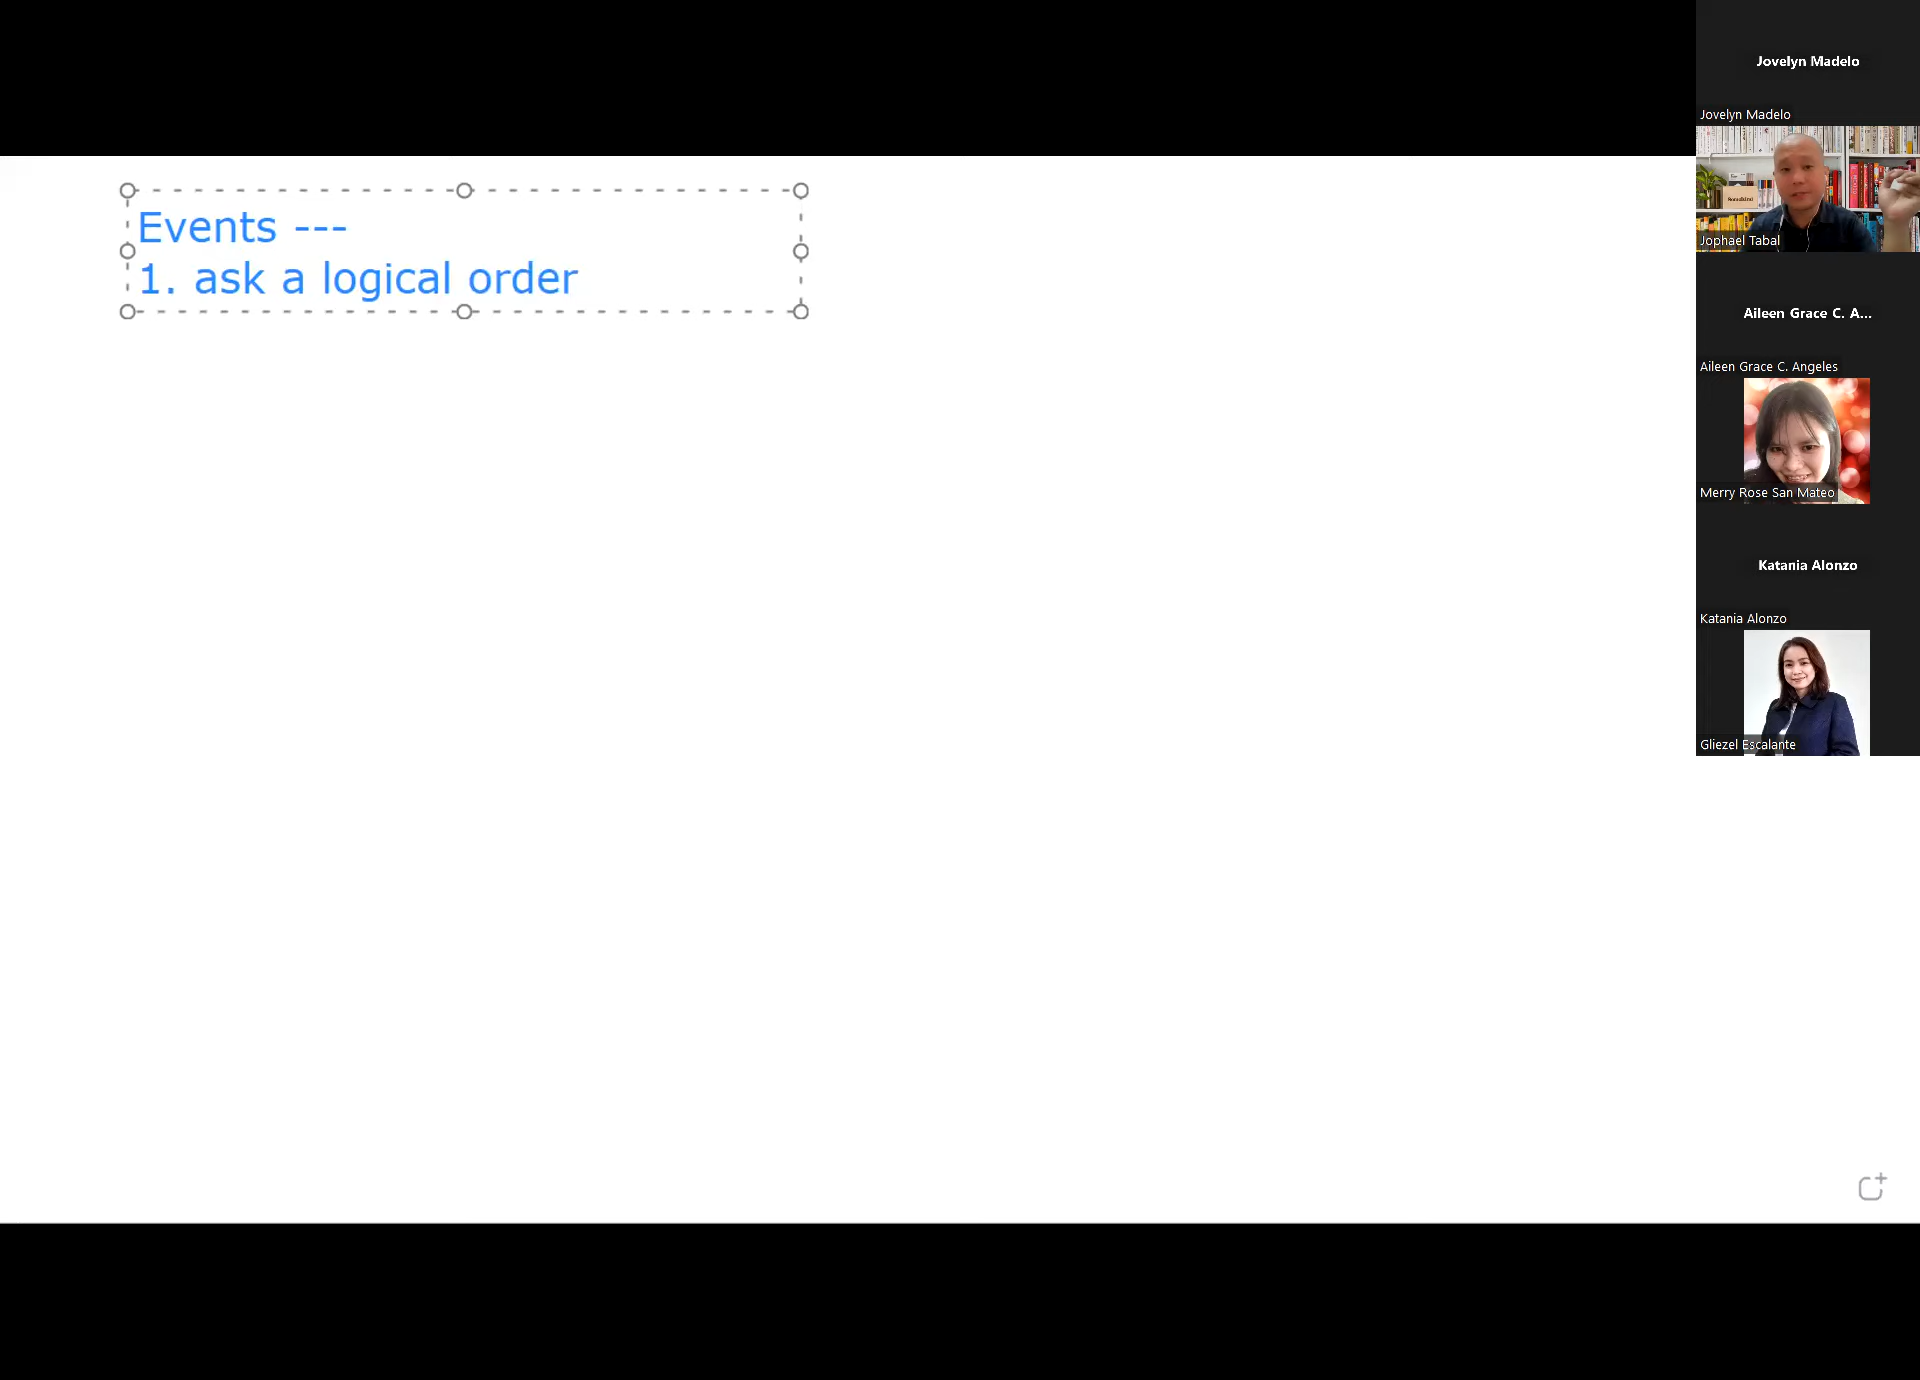 Events ---
1. ask a logical order
Jovelyn Madelo
Jovelyn Madelo
Jophael Tabal
Aileen Grace C. A...
Aileen Grace C. Angeles
Merry Rose San Mateo
Katania Alonzo
Katania Alonzo
Gliezel Escalante